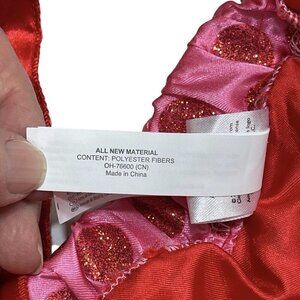 ALL NEW MATERIAL
CONTENT: POLYESTER FIBERS
OH-76600 (CN)
Made in China